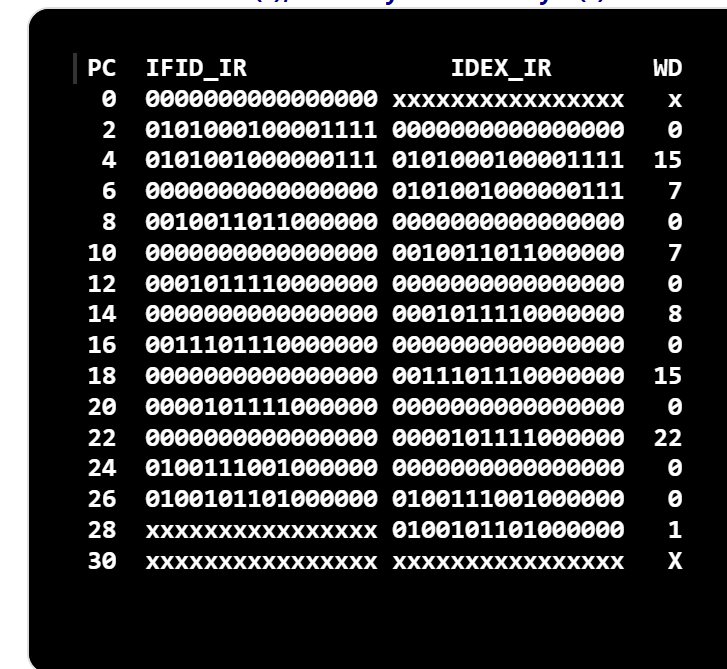 PC IFID_IR IDEX_IR WD
0 0000000000000000 xxxxxxxxxxxxxxxx x
2 0101000100001111 0000000000000000 0
4 0101001000000111 0101000100001111 15
6 0000000000000000 0101001000000111 7
8 0010011011000000 0000000000000000 0
10 0000000000000000 0010011011000000 7
12 0001011110000000 0000000000000000 0
14 0000000000000000 0001011110000000 8
16 0011101110000000 0000000000000000 0
18 0000000000000000 0011101110000000 15
20 0000101111000000 0000000000000000 0
22 0000000000000000 0000101111000000 22
24 0100111001000000 0000000000000000 0
26 0100101101000000 0100111001000000 0
28 xxxxxxxxxxxxxxxx 0100101101000000 1
30 xxxxxxxxxxxxxxxx xxxxxxxxxxxxxxxx X